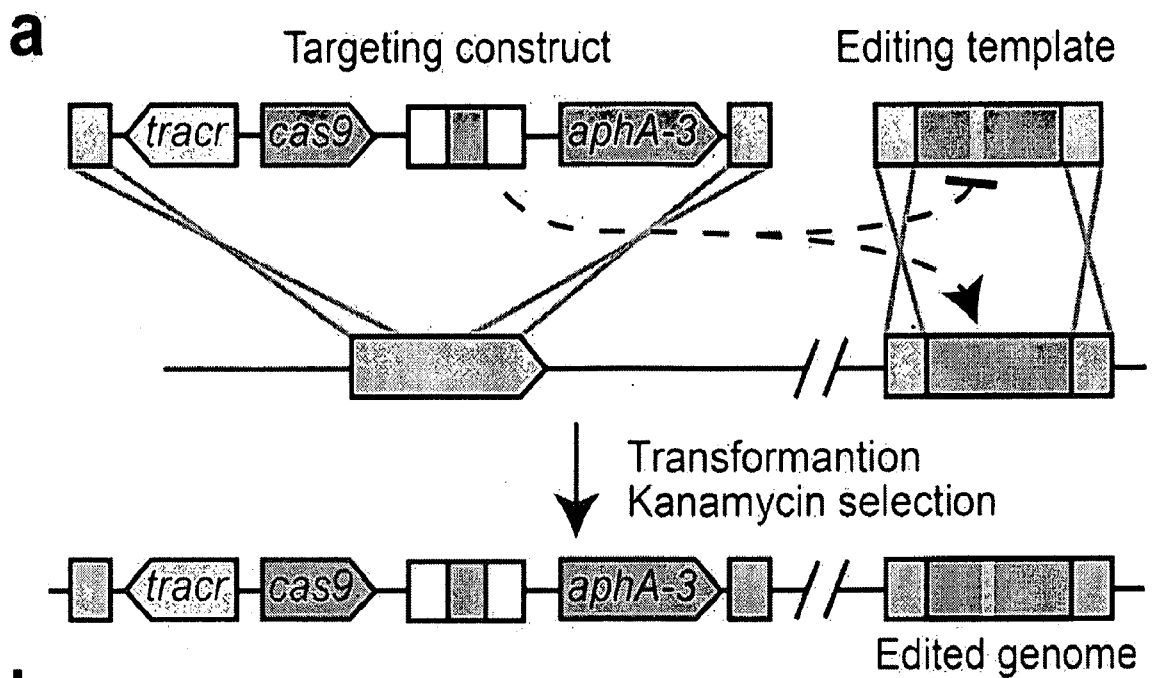 a
Targeting construct
Editing template
tracr cas9 aphA-3
Transformantion
Kanamycin selection
tracr cas9 aphA-3
Edited genome